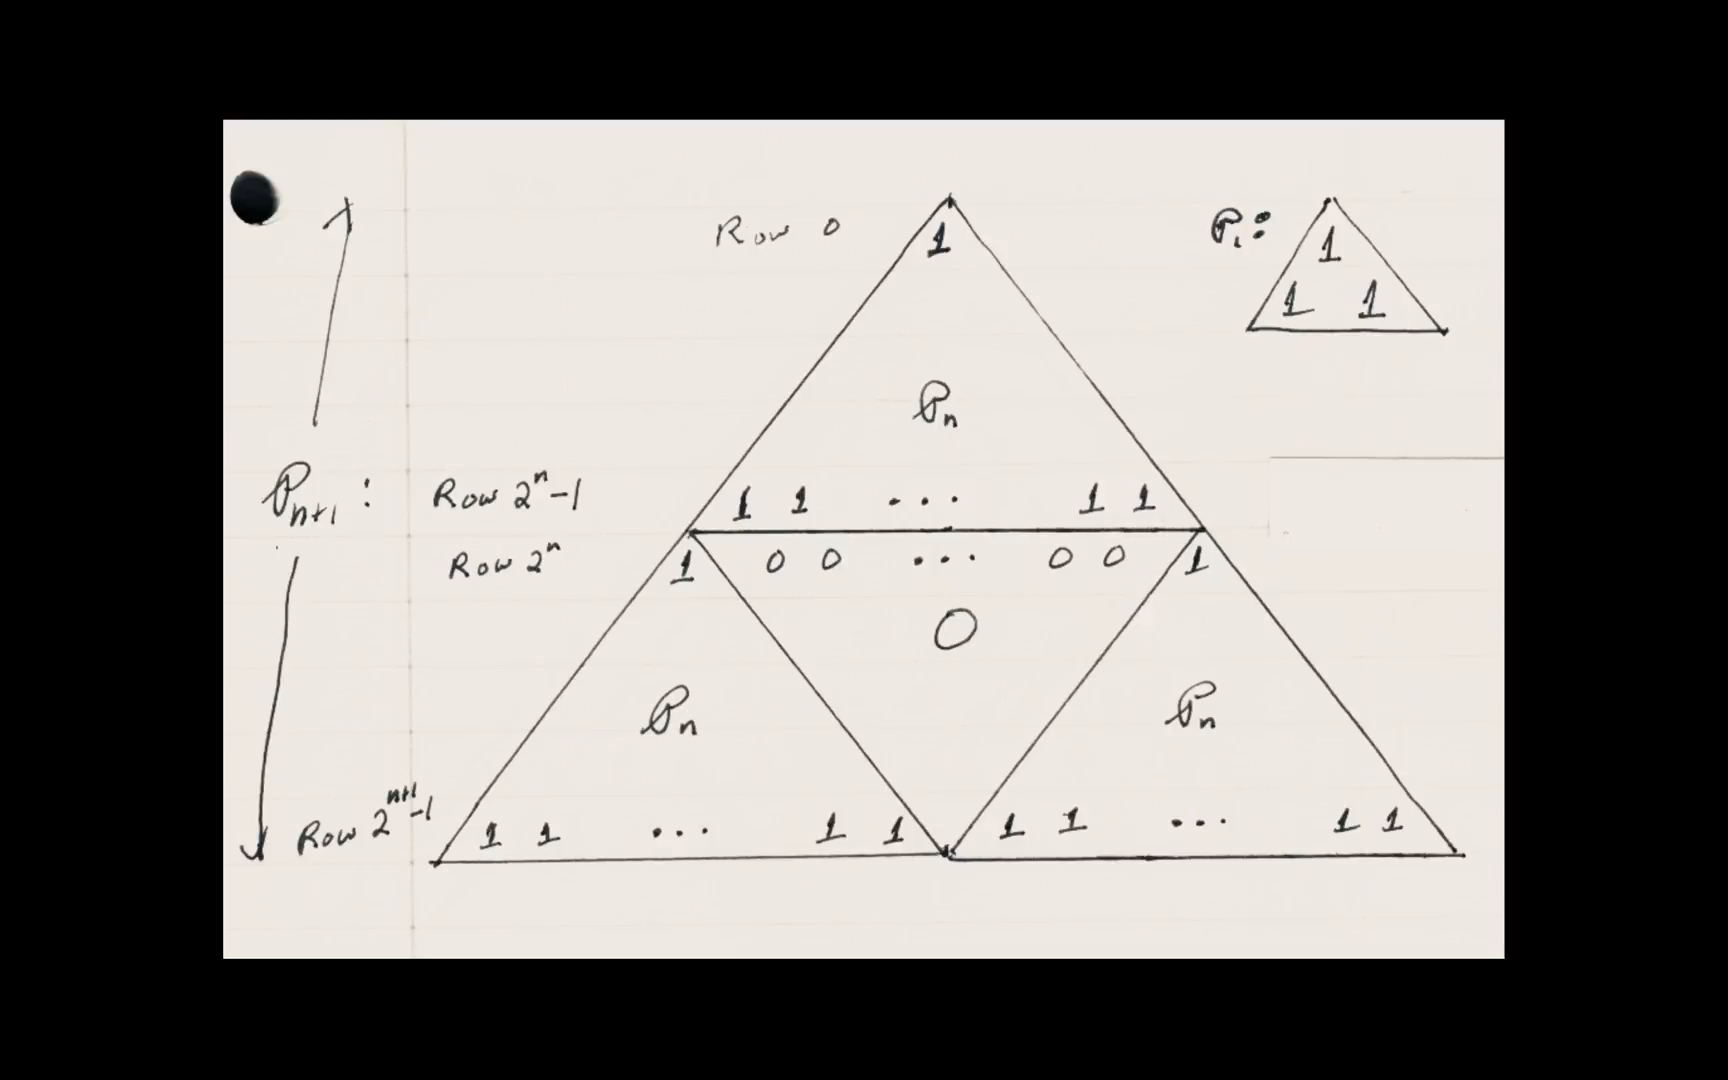 Row 0
1
P₁:
1
1 1
Pₙ
Pₙ₊₁: Row 2ⁿ-1 1 1 ... 1 1
Row 2ⁿ 1 0 0 ... 0 0 1
0
Pₙ Pₙ
Row 2ⁿ⁺¹-1 1 1 ... 1 1 1 1 ... 1 1